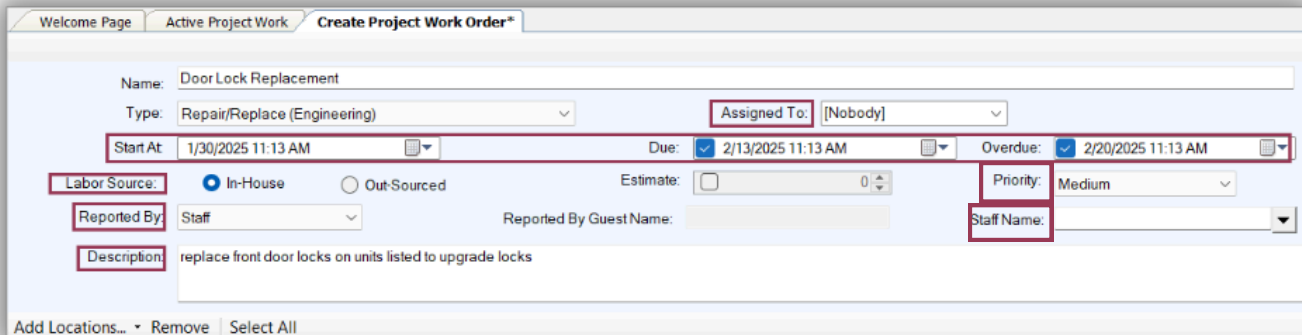 Welcome Page Active Project Work Create Project Work Order*
Name: Door Lock Replacement
Type: Repair/Replace (Engineering) Assigned To: [Nobody]
Start At: 1/30/2025 11:13 AM Due: 2/13/2025 11:13 AM Overdue: 2/20/2025 11:13 AM
Labor Source: In-House Out-Sourced Estimate: 0 Priority: Medium
Reported By: Staff Reported By Guest Name: Staff Name:
Description: replace front door locks on units listed to upgrade locks
Add Locations... Remove Select All